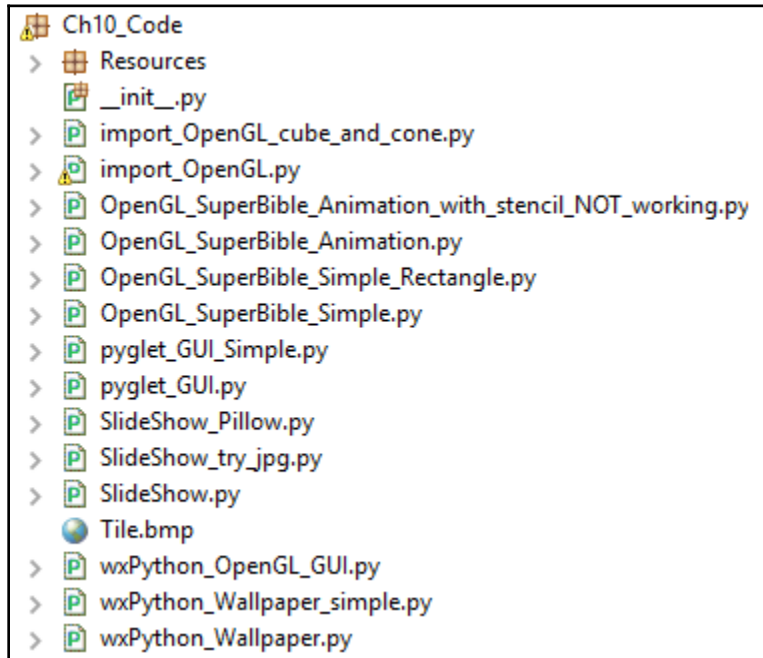 Ch10_Code
Resources
__init__.py
import_OpenGL_cube_and_cone.py
import_OpenGL.py
OpenGL_SuperBible_Animation_with_stencil_NOT_working.py
OpenGL_SuperBible_Animation.py
OpenGL_SuperBible_Simple_Rectangle.py
OpenGL_SuperBible_Simple.py
pyglet_GUI_Simple.py
pyglet_GUI.py
SlideShow_Pillow.py
SlideShow_try_jpg.py
SlideShow.py
Tile.bmp
wxPython_OpenGL_GUI.py
wxPython_Wallpaper_simple.py
wxPython_Wallpaper.py